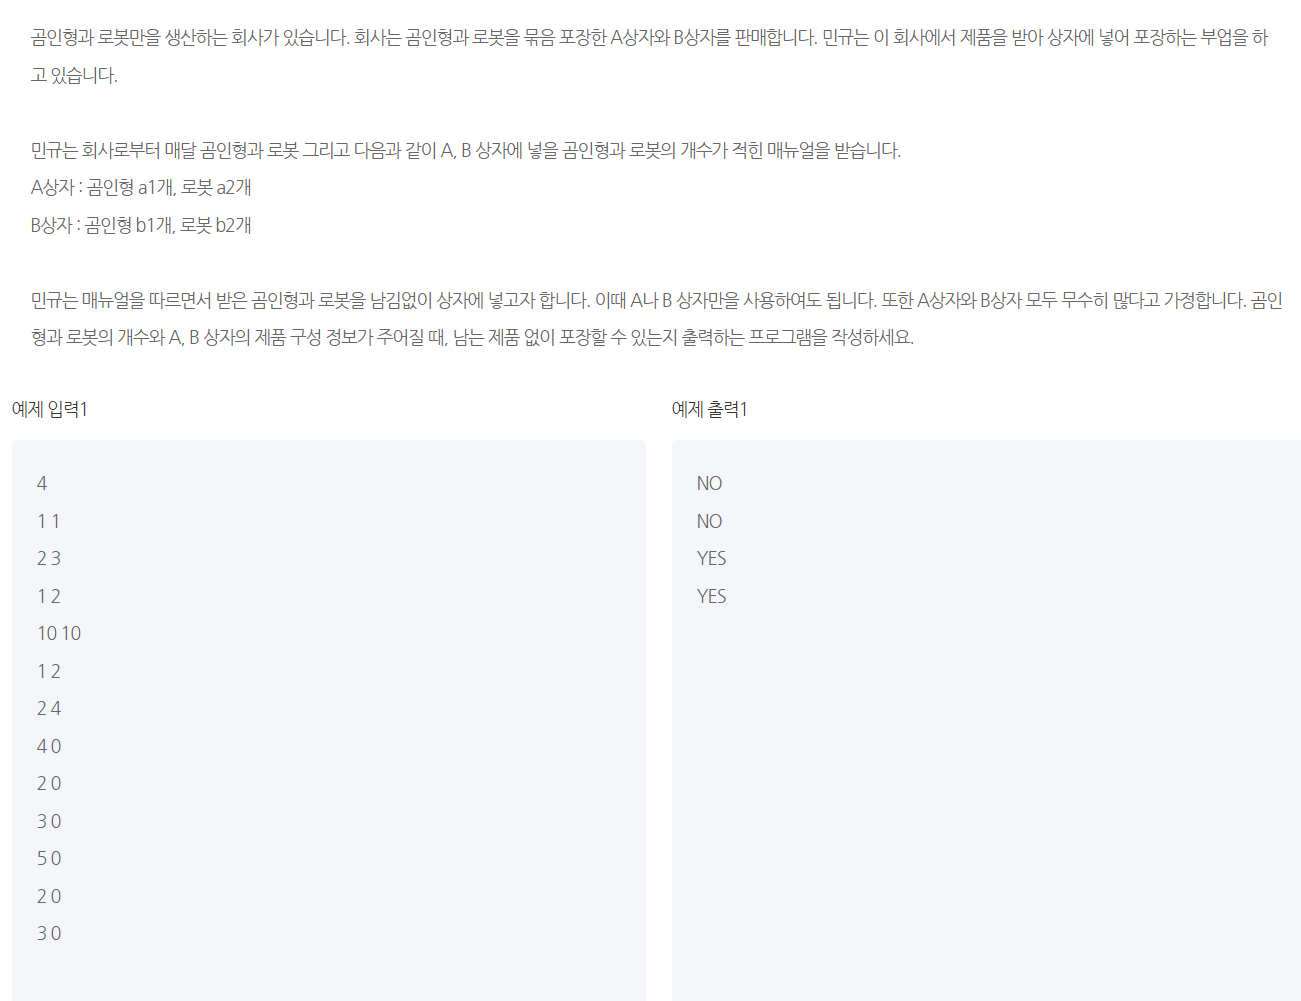 곰인형과 로봇만을 생산하는 회사가 있습니다. 회사는 곰인형과 로봇을 묶음 포장한 A상자와 B상자를 판매합니다. 민규는 이 회사에서 제품을 받아 상자에 넣어 포장하는 부업을 하
고 있습니다.
민규는 회사로부터 매달 곰인형과 로봇 그리고 다음과 같이 A, B 상자에 넣을 곰인형과 로봇의 개수가 적힌 매뉴얼을 받습니다.
A상자 : 곰인형 a1개, 로봇 a2개
B상자 : 곰인형 b1개, 로봇 b2개
민규는 매뉴얼을 따르면서 받은 곰인형과 로봇을 남김없이 상자에 넣고자 합니다. 이때 A나 B 상자만을 사용하여도 됩니다. 또한 A상자와 B상자 모두 무수히 많다고 가정합니다. 곰인
형과 로봇의 개수와 A, B 상자의 제품 구성 정보가 주어질 때, 남는 제품 없이 포장할 수 있는지 출력하는 프로그램을 작성하세요.
예제 입력1
4
1 1
2 3
1 2
10 10
1 2
2 4
4 0
2 0
3 0
5 0
2 0
3 0
예제 출력1
NO
NO
YES
YES